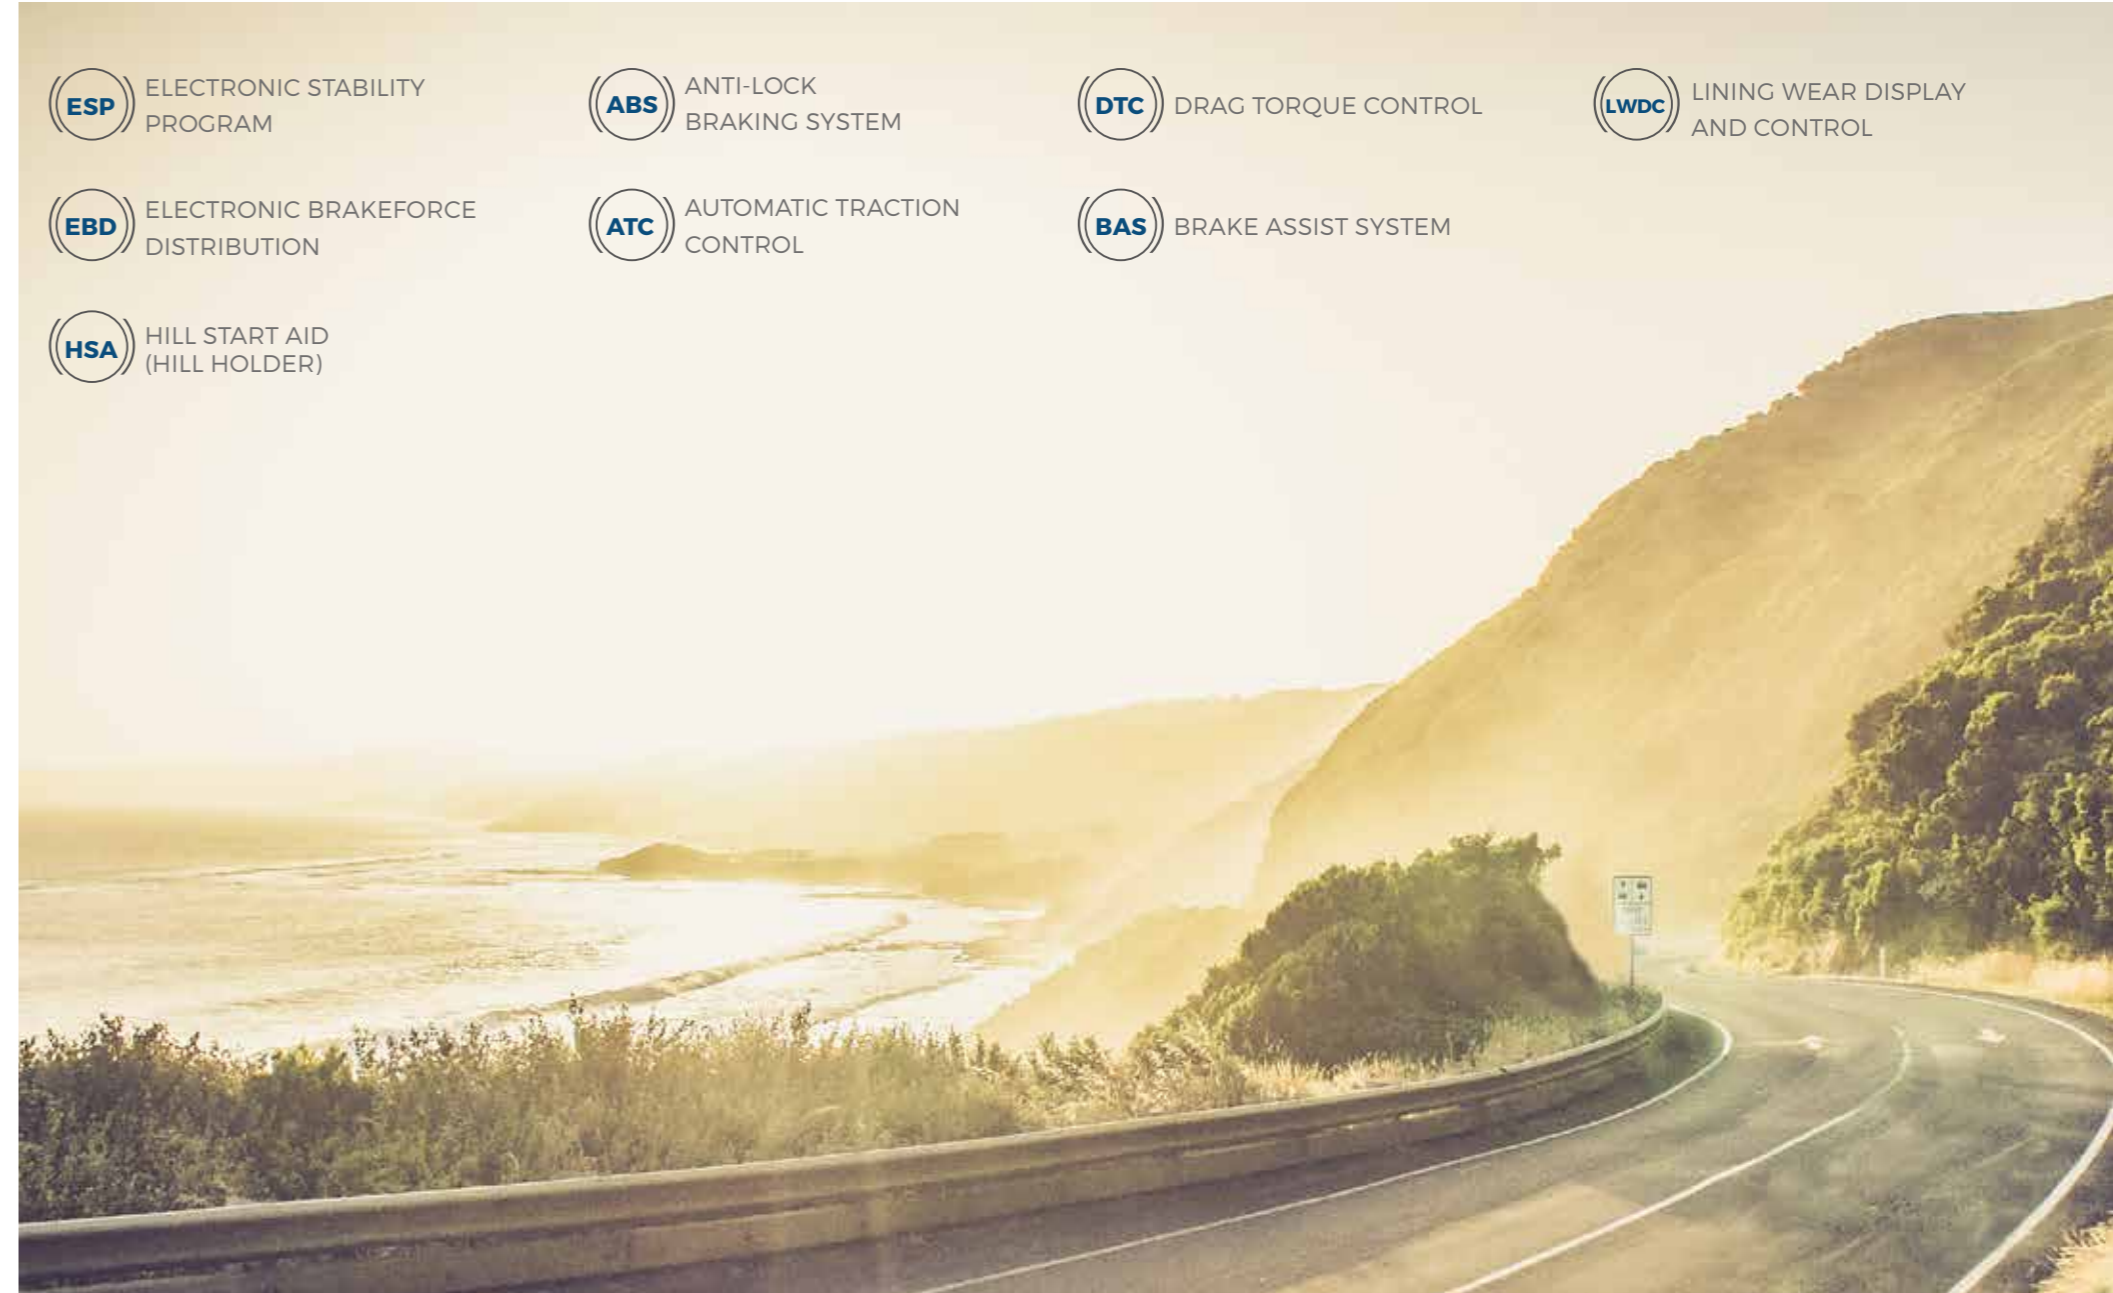 ESP
ELECTRONIC STABILITY
PROGRAM
ABS
ANTI-LOCK
BRAKING SYSTEM
DTC
DRAG TORQUE CONTROL
LWDC
LINING WEAR DISPLAY
AND CONTROL
EBD
ELECTRONIC BRAKEFORCE
DISTRIBUTION
ATC
AUTOMATIC TRACTION
CONTROL
BAS
BRAKE ASSIST SYSTEM
HSA
HILL START AID
(HILL HOLDER)